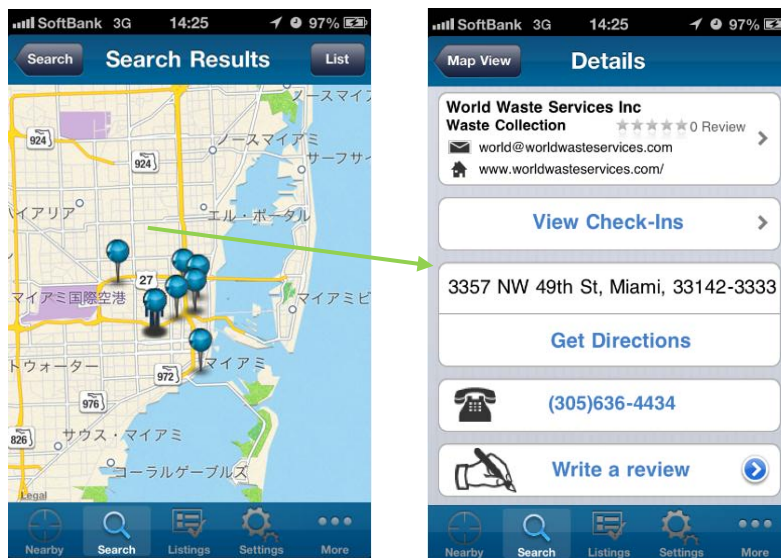 SoftBank 3G 14:25 97%
Search Search Results List
ノースマイア
924
ノースマイアミ
924
サーフサイ
イアリア
エル・ポータル
27
マイアミ国際空港
マイアミビ
トウォーター
マイアミ
972
976
826
サウス・マイアミ
コーラルゲーブルズ
Legal
Nearby Search Listings Settings More
SoftBank 3G 14:25 97%
Map View Details
World Waste Services Inc
Waste Collection 0 Review
world@worldwasteservices.com
www.worldwasteservices.com/
View Check-Ins
3357 NW 49th St, Miami, 33142-3333
Get Directions
(305)636-4434
Write a review
Nearby Search Listings Settings More